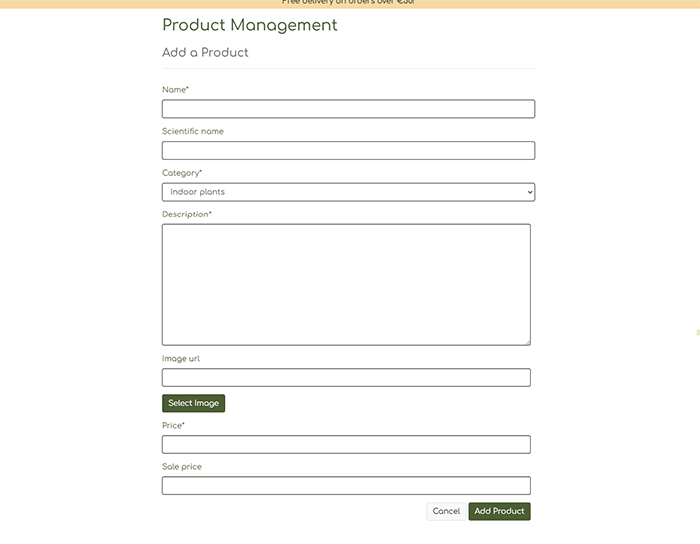 Free delivery on orders over €50!
Product Management
Add a Product
Name*
Scientific name
Category*
Indoor plants
Description*
Image url
Select Image
Price*
Sale price
Cancel Add Product